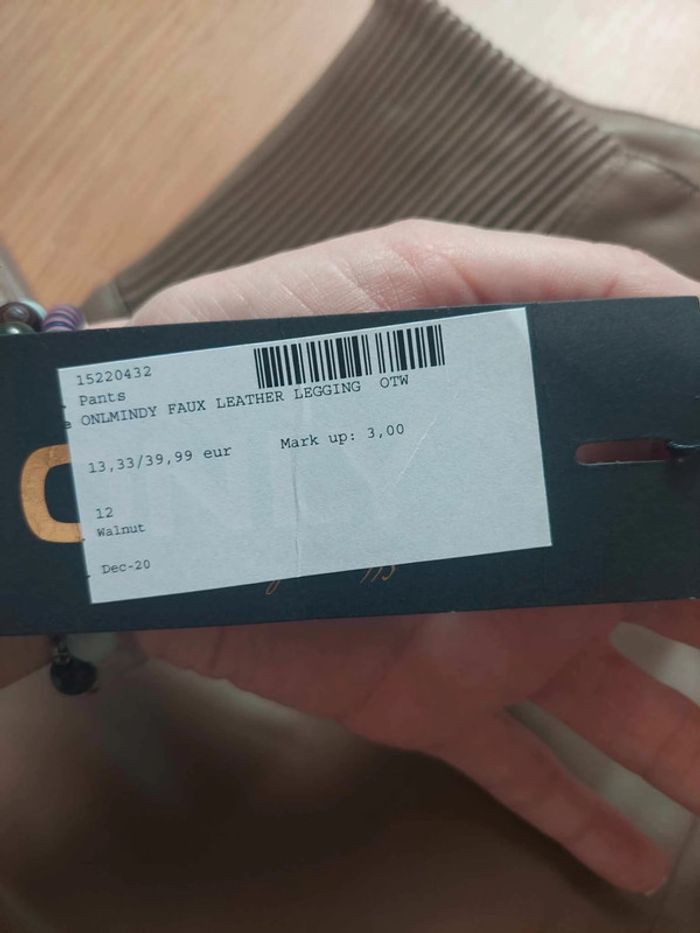 15220432
Pants
ONLMINDY FAUX LEATHER LEGGING OTW
13,33/39,99 eur Mark up: 3,00
12
Walnut
Dec-20